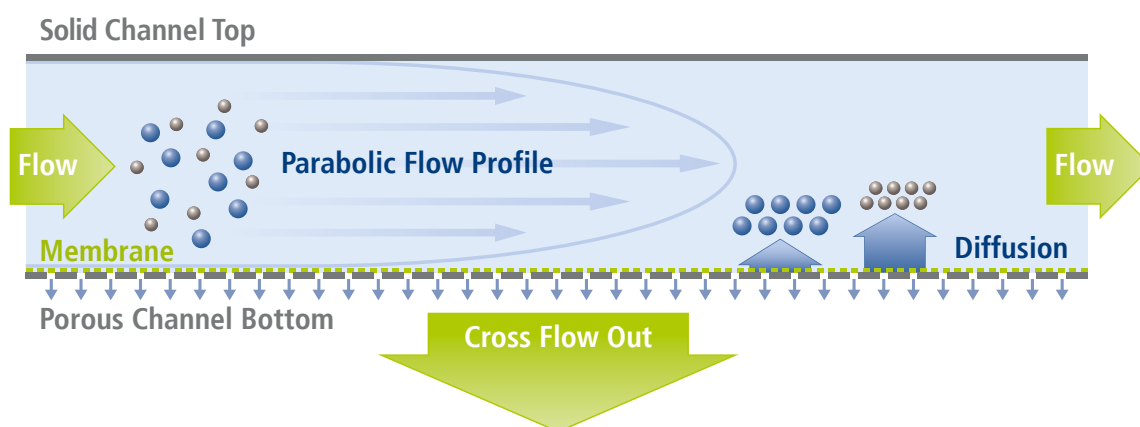 Solid Channel Top
Flow
Parabolic Flow Profile
Flow
Membrane
Diffusion
Porous Channel Bottom
Cross Flow Out